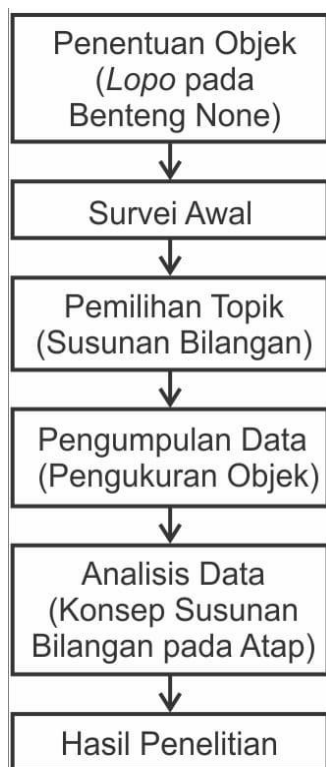 Penentuan Objek
(Lopo pada
Benteng None)
Survei Awal
Pemilihan Topik
(Susunan Bilangan)
Pengumpulan Data
(Pengukuran Objek)
Analisis Data
(Konsep Susunan
Bilangan pada Atap)
Hasil Penelitian